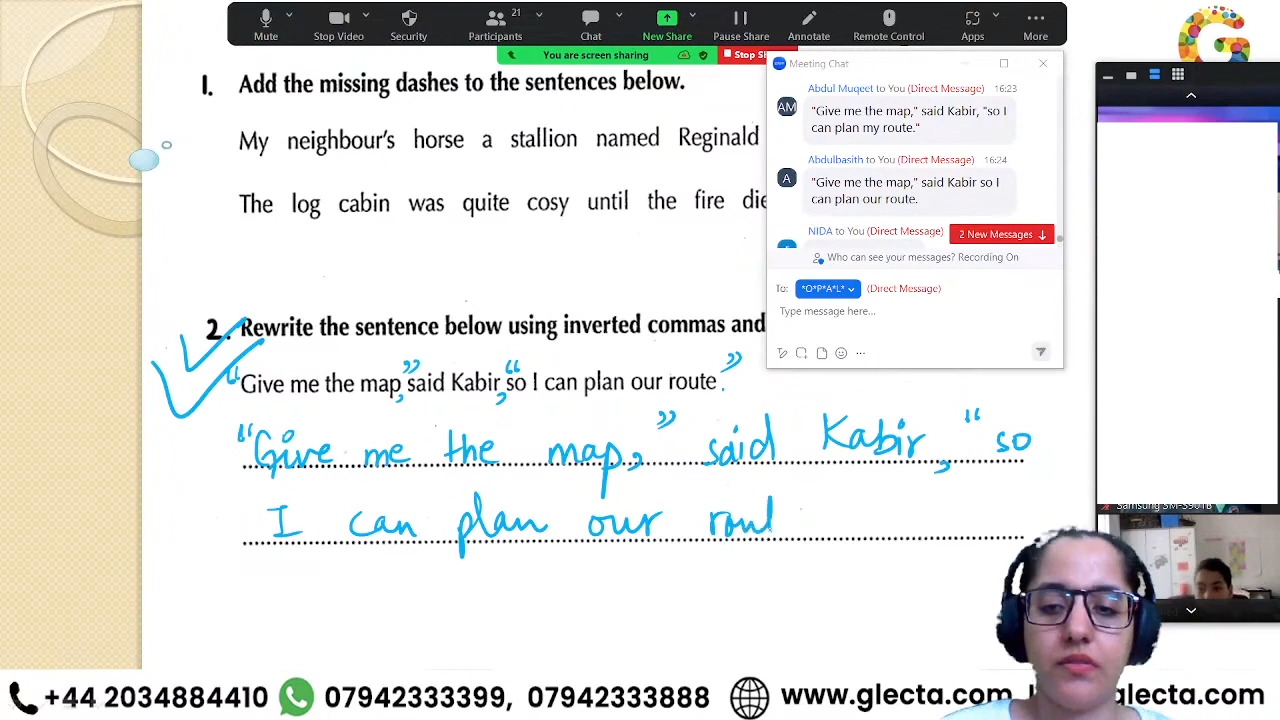 Mute
Stop Video
Security
21
Participants
Chat
New Share
Pause Share
Annotate
Remote Control
Apps
More
You are screen sharing
Stop
G
1. Add the missing dashes to the sentences below.
My neighbour's horse a stallion named Reginald
The log cabin was quite cosy until the fire
2. Rewrite the sentence below using inverted commas and
“Give me the map,” said Kabir, “so I can plan our route.”
“Give me the map,” said Kabir, “so
I can plan our
Meeting Chat
Abdul Muqeet to You (Direct Message) 16:23
AM
"Give me the map," said Kabir, "so I
can plan my route."
Abdulbasith to You (Direct Message) 16:24
A
"Give me the map," said Kabir so I
can plan our route.
NIDA to You (Direct Message)
2 New Messages ↓
Who can see your messages? Recording On
To: *O*P*A*L* (Direct Message)
Type message here...
Samsung SM-S901B
+44 2034884410 07942333399, 07942333888 www.glecta.com glecta.com